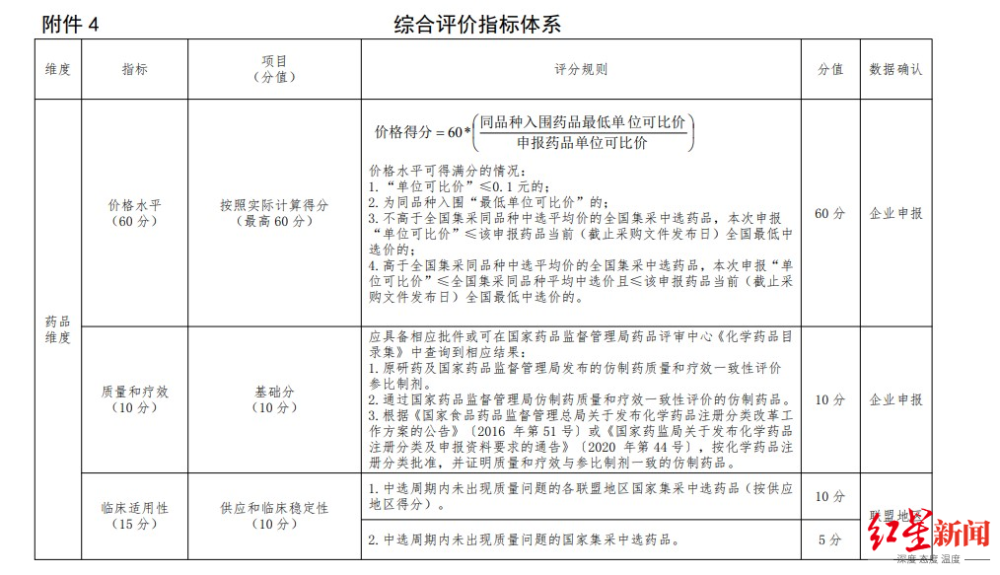 附件 4
综合评价指标体系
维度
指标
项目
（分值）
评分规则
分值
数据确认
药品
维度
价格水平
（60 分）
按照实际计算得分
（最高 60 分）
价格得分 = 60*(同品种入围药品最低单位可比价
申报药品单位可比价)
价格水平可得满分的情况：
1.“单位可比价”≤0.1 元的；
2.为同品种入围“最低单位可比价”的；
3.不高于全国集采同品种中选平均价的全国集采中选药品，本次申报
“单位可比价”≤该申报药品当前（截止采购文件发布日）全国最低中
选价的；
4.高于全国集采同品种中选平均价的全国集采中选药品，本次申报“单
位可比价”≤全国集采同品种平均中选价且≤该申报药品当前（截止采
购文件发布日）全国最低中选价的。
60 分
企业申报
质量和疗效
（10 分）
基础分
（10 分）
应具备相应批件或可在国家药品监督管理局药品评审中心《化学药品目
录集》中查询到相应结果：
1.原研药及国家药品监督管理局发布的仿制药质量和疗效一致性评价
参比制剂。
2.通过国家药品监督管理局仿制药质量和疗效一致性评价的仿制药品。
3.根据《国家食品药品监督管理总局关于发布化学药品注册分类改革工
作方案的公告》〔2016 年第 51 号〕或《国家药监局关于发布化学药品
注册分类及申报资料要求的通告》〔2020 年第 44 号〕，按化学药品注
册分类批准，并证明质量和疗效与参比制剂一致的仿制药品。
10 分
企业申报
临床适用性
（15 分）
供应和临床稳定性
（10 分）
1.中选周期内未出现质量问题的各联盟地区国家集采中选药品（按供应
地区得分）。
10 分
联盟地区
2.中选周期内未出现质量问题的国家集采中选药品。
5 分
红星新闻
深度 态度 温度